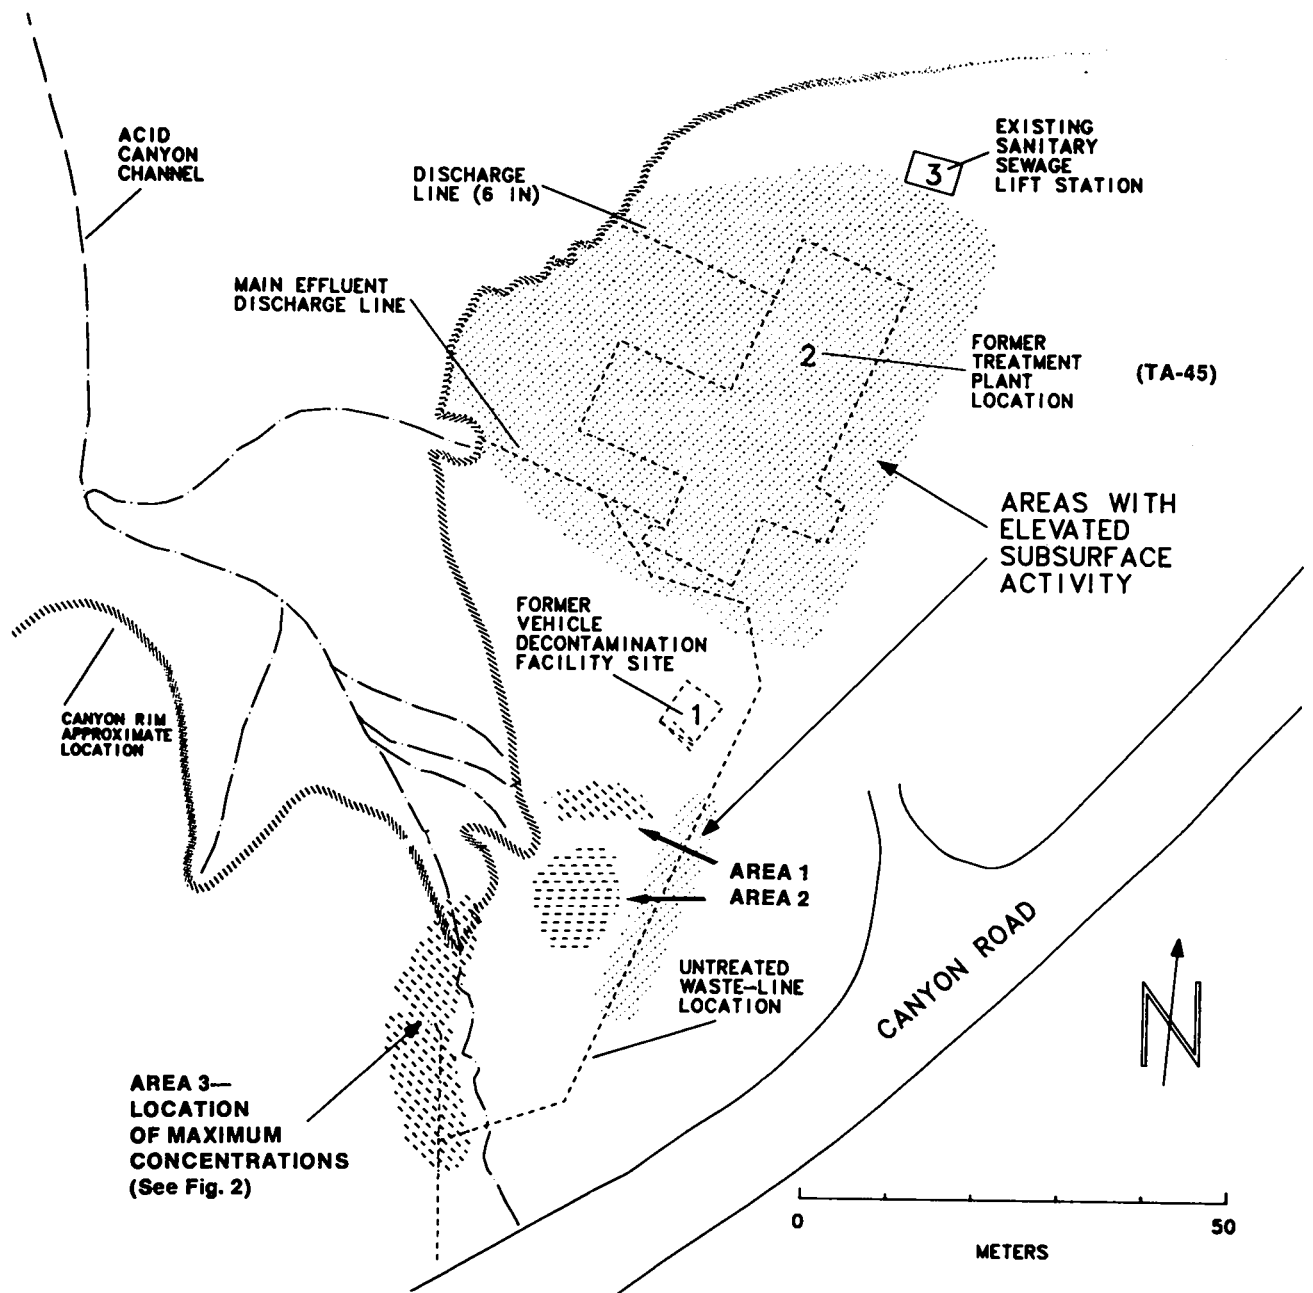 ACID
CANYON
CHANNEL
DISCHARGE
LINE (6 IN)
EXISTING
SANITARY
SEWAGE
LIFT STATION
3
MAIN EFFLUENT
DISCHARGE LINE
2
FORMER
TREATMENT
PLANT
LOCATION
(TA-45)
AREAS WITH
ELEVATED
SUBSURFACE
ACTIVITY
FORMER
VEHICLE
DECONTAMINATION
FACILITY SITE
1
CANYON RIM
APPROXIMATE
LOCATION
AREA 1
AREA 2
UNTREATED
WASTE-LINE
LOCATION
CANYON ROAD
N
AREA 3—
LOCATION
OF MAXIMUM
CONCENTRATIONS
(See Fig. 2)
0
50
METERS